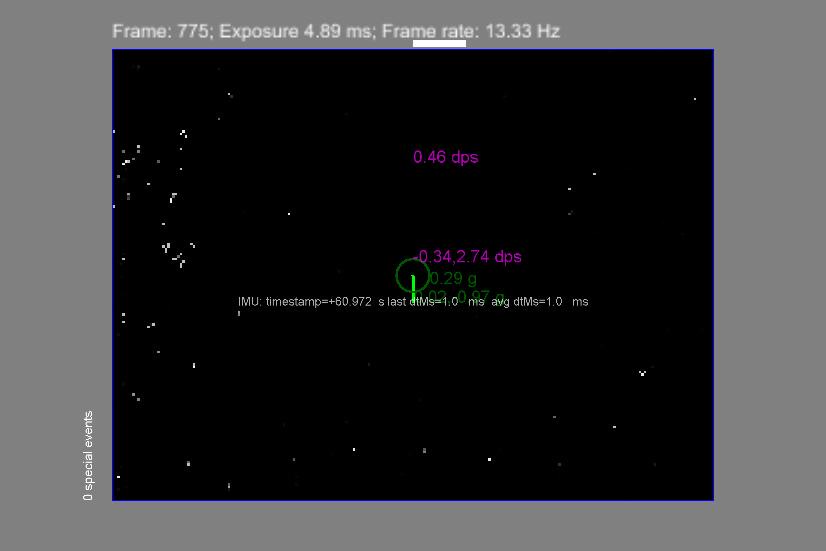 Frame: 775; Exposure 4.89 ms; Frame rate: 13.33 Hz
0.46 dps
-0.34,2.74 dps
0.29 g
IMU: timestamp=+60.972 s last dtMs=1.0 ms avg dtMs=1.0 ms
0 special events